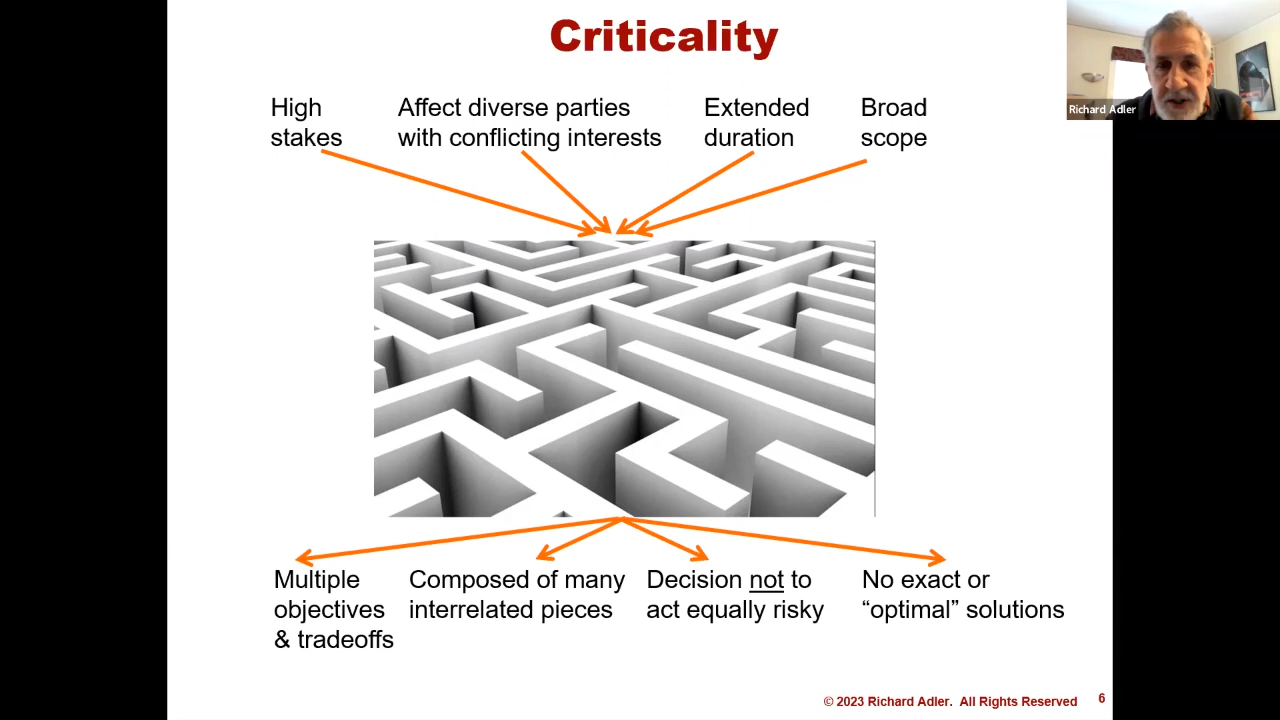 Criticality
Richard Adler
High
stakes
Affect diverse parties
with conflicting interests
Extended
duration
Broad
scope
Multiple
objectives
& tradeoffs
Composed of many
interrelated pieces
Decision not to
act equally risky
No exact or
“optimal” solutions
© 2023 Richard Adler.  All Rights Reserved
6